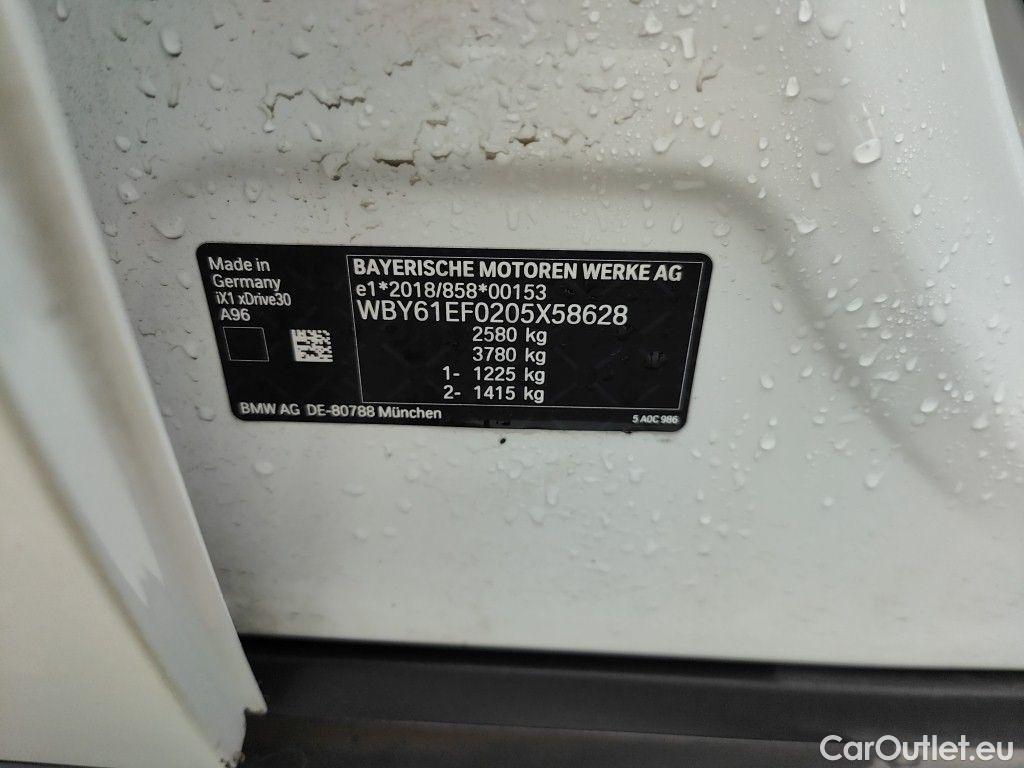 Made in
Germany
iX1 xDrive30
A96
BAYERISCHE MOTOREN WERKE AG
e1*2018/858*00153
WBY61EF0205X58628
2580 kg
3780 kg
1- 1225 kg
2- 1415 kg
BMW AG DE-80788 München
5 A0C 986
CarOutlet.eu